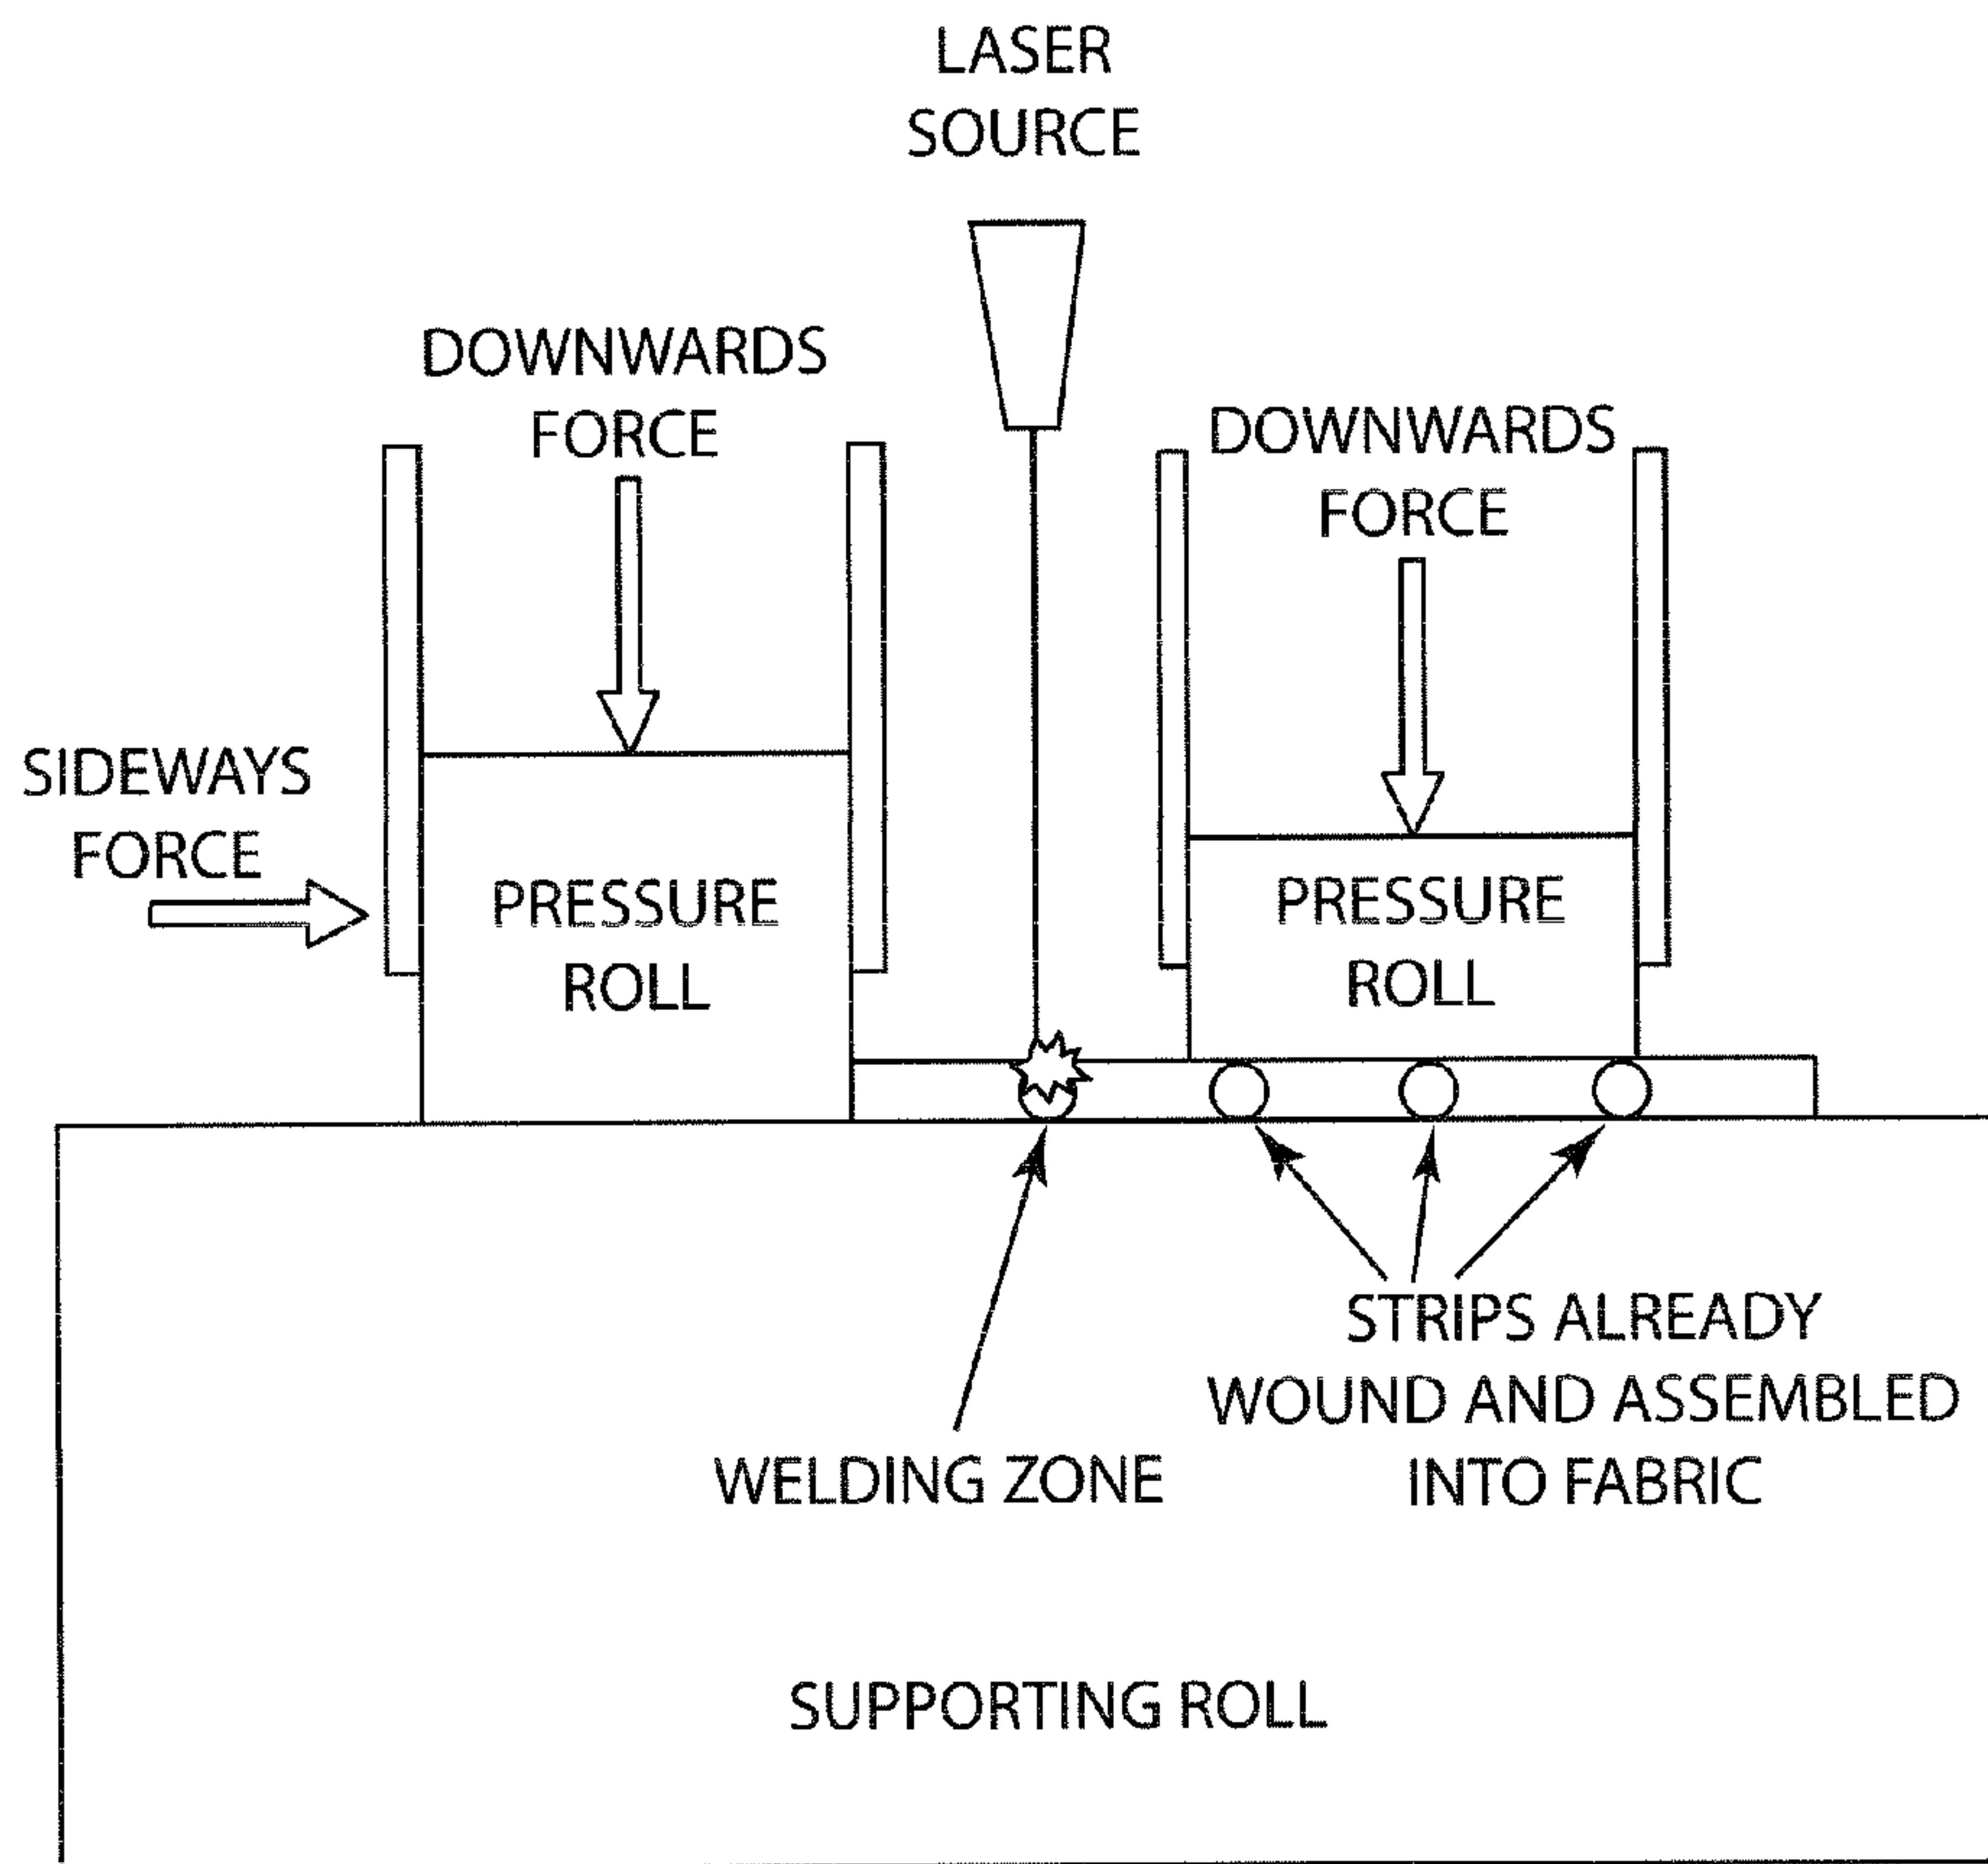 LASER
SOURCE
DOWNWARDS
FORCE
DOWNWARDS
FORCE
SIDEWAYS
FORCE
PRESSURE
ROLL
PRESSURE
ROLL
STRIPS ALREADY
WOUND AND ASSEMBLED
INTO FABRIC
WELDING ZONE
SUPPORTING ROLL